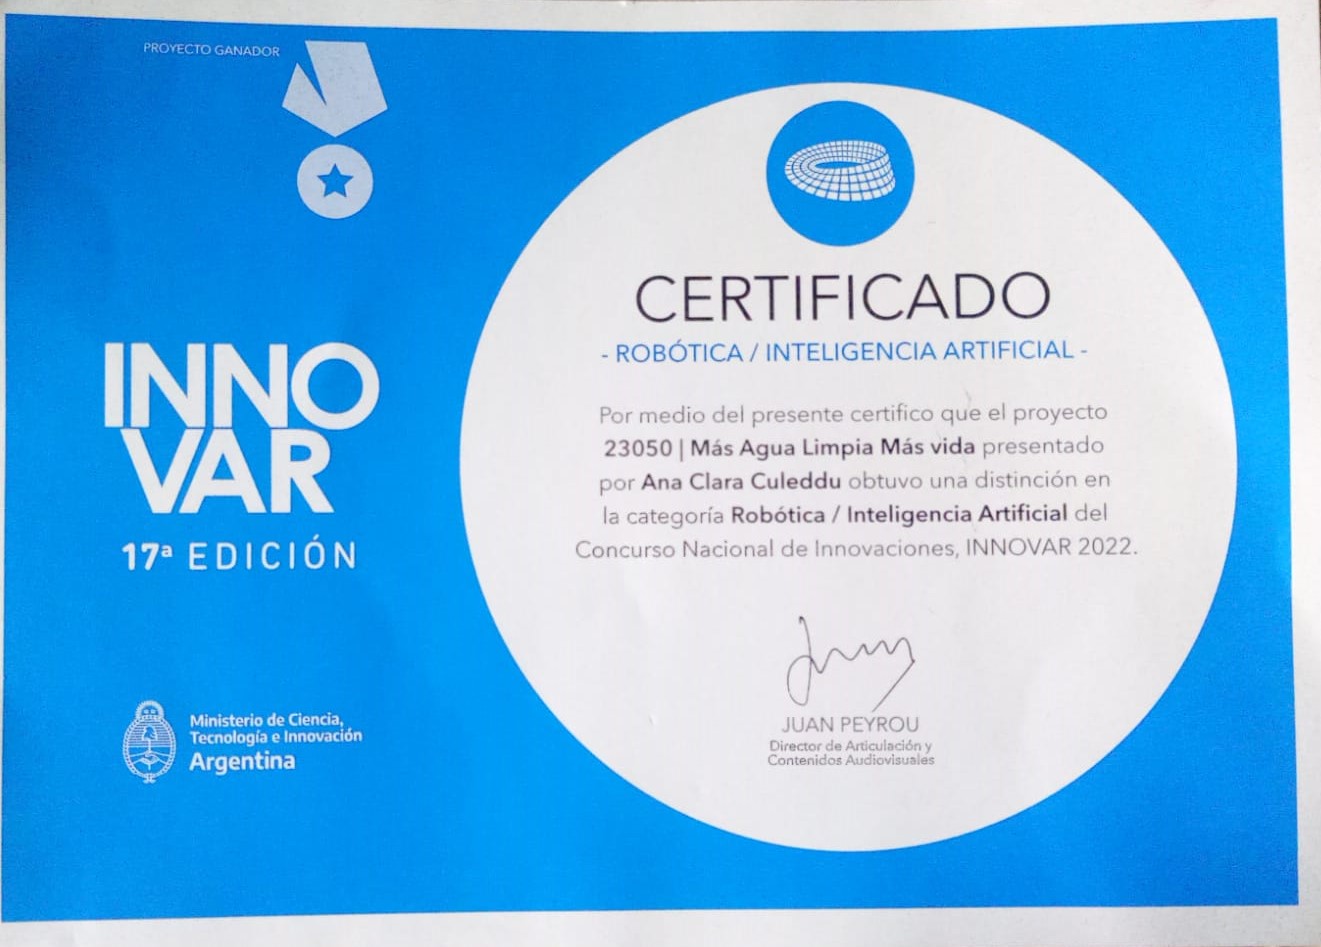 PROYECTO GANADOR
INNO
VAR
17ª EDICIÓN
Ministerio de Ciencia,
Tecnología e Innovación
Argentina
CERTIFICADO
- ROBÓTICA / INTELIGENCIA ARTIFICIAL -
Por medio del presente certifico que el proyecto
23050 | Más Agua Limpia Más vida presentado
por Ana Clara Culeddu obtuvo una distinción en
la categoría Robótica / Inteligencia Artificial del
Concurso Nacional de Innovaciones, INNOVAR 2022.
JUAN PEYROU
Director de Articulación y
Contenidos Audiovisuales